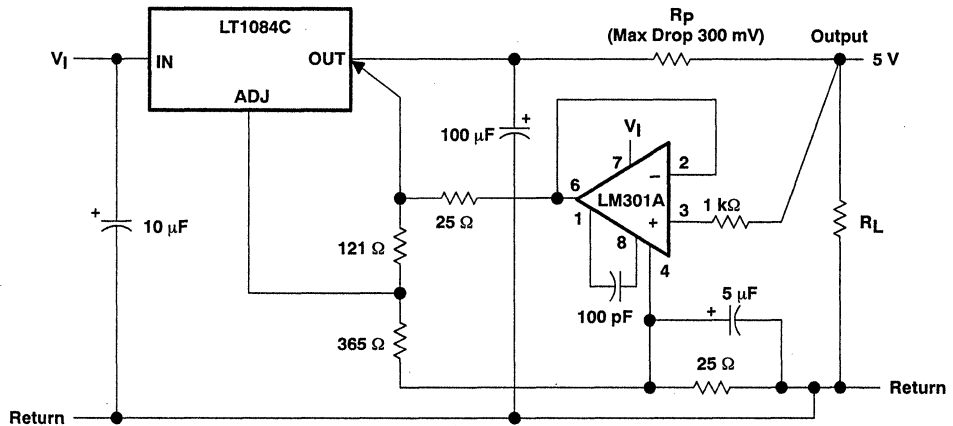 LT1084C
RP
(Max Drop 300 mV)
Output
VI
IN
OUT
5 V
ADJ
100 µF
+
VI
7
2
6
−
LM301A
1 kΩ
3
+
1
8
4
25 Ω
+
10 µF
121 Ω
RL
100 pF
5 µF
+
365 Ω
25 Ω
Return
Return